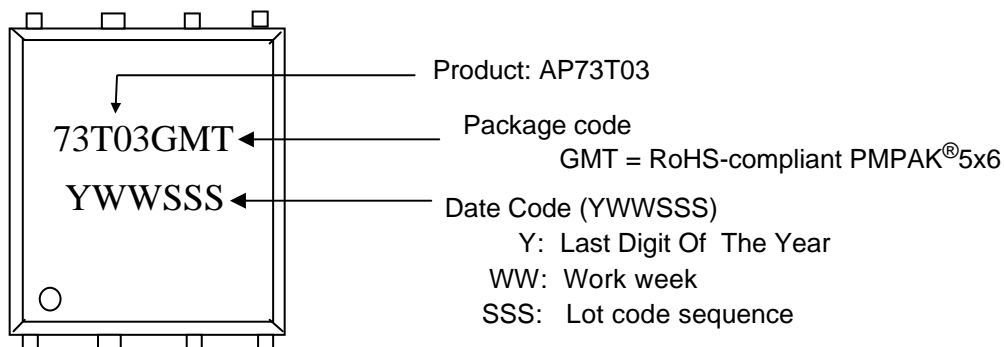 Product: AP73T03
73T03GMT
Package code
GMT = RoHS-compliant PMPAK®5x6
YWWSSS
Date Code (YWWSSS)
Y: Last Digit Of The Year
WW: Work week
SSS: Lot code sequence